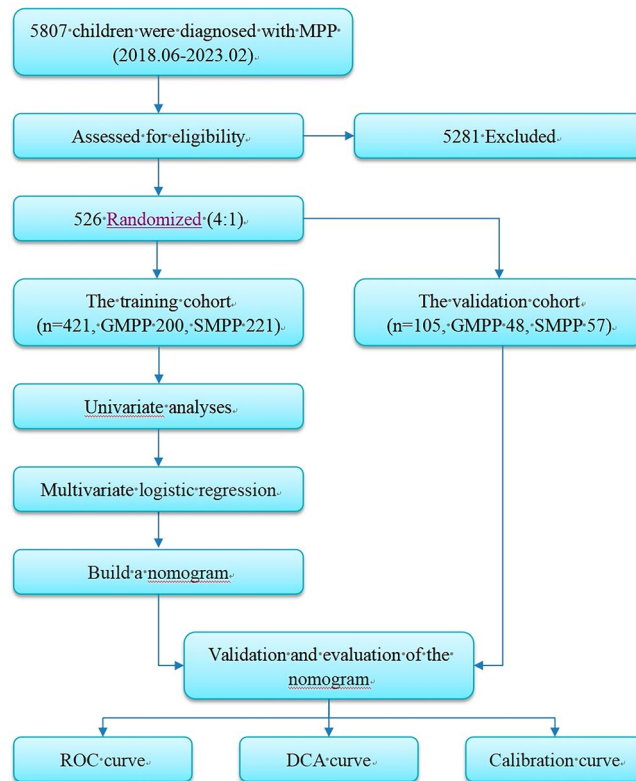 5807 children were diagnosed with MPP
(2018.06-2023.02)
Assessed for eligibility
5281 Excluded
526 Randomized (4:1)
The training cohort
(n=421, GMPP 200, SMPP 221)
The validation cohort
(n=105, GMPP 48, SMPP 57)
Univariate analyses
Multivariate logistic regression
Build a nomogram
Validation and evaluation of the
nomogram
ROC curve
DCA curve
Calibration curve